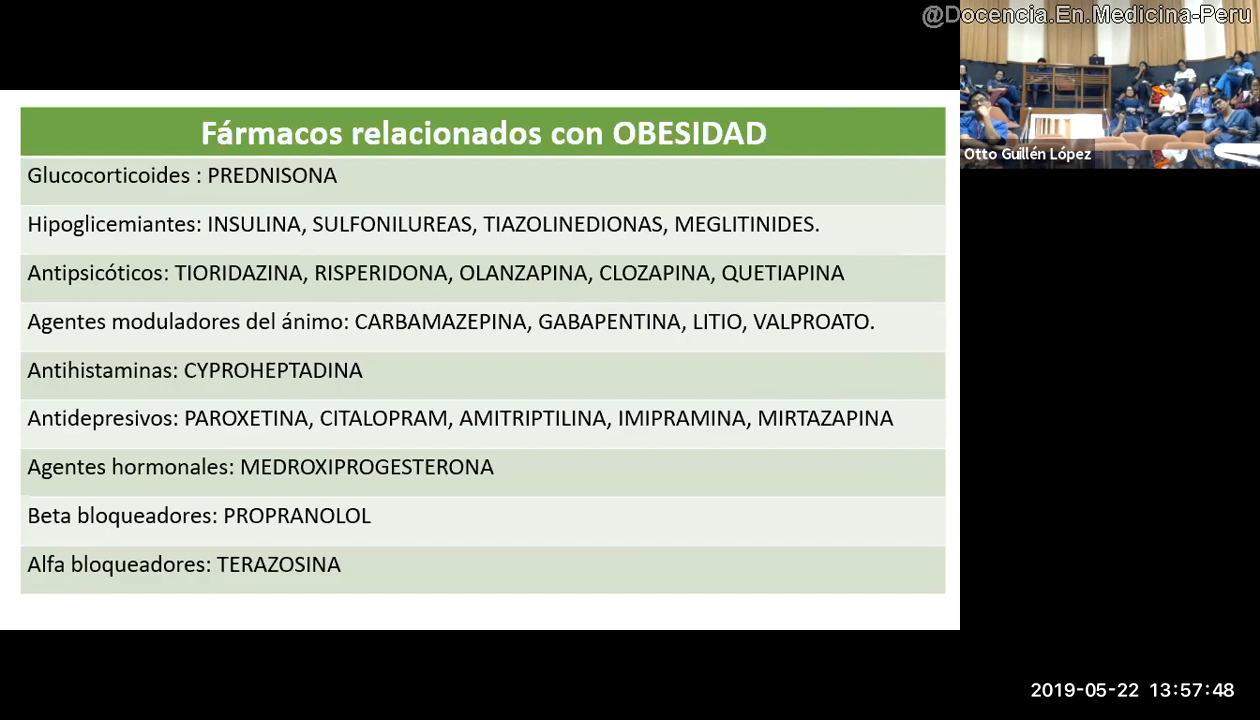 @Docencia.En.Medicina-Peru
Fármacos relacionados con OBESIDAD
Glucocorticoides : PREDNISONA
Hipoglicemiantes: INSULINA, SULFONILUREAS, TIAZOLINEDIONAS, MEGLITINIDES.
Antipsicóticos: TIORIDAZINA, RISPERIDONA, OLANZAPINA, CLOZAPINA, QUETIAPINA
Agentes moduladores del ánimo: CARBAMAZEPINA, GABAPENTINA, LITIO, VALPROATO.
Antihistaminas: CYPROHEPTADINA
Antidepresivos: PAROXETINA, CITALOPRAM, AMITRIPTILINA, IMIPRAMINA, MIRTAZAPINA
Agentes hormonales: MEDROXIPROGESTERONA
Beta bloqueadores: PROPRANOLOL
Alfa bloqueadores: TERAZOSINA
Otto Guillén López
2019-05-22 13:57:48